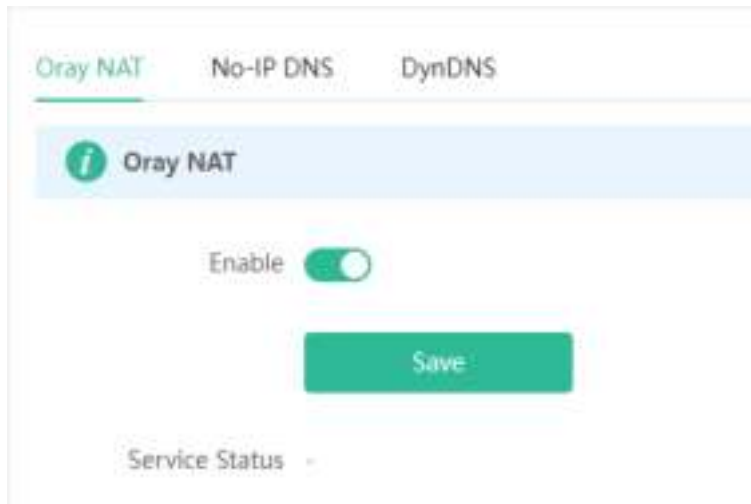 Oray NAT No-IP DNS DynDNS
Oray NAT
Enable
Save
Service Status -